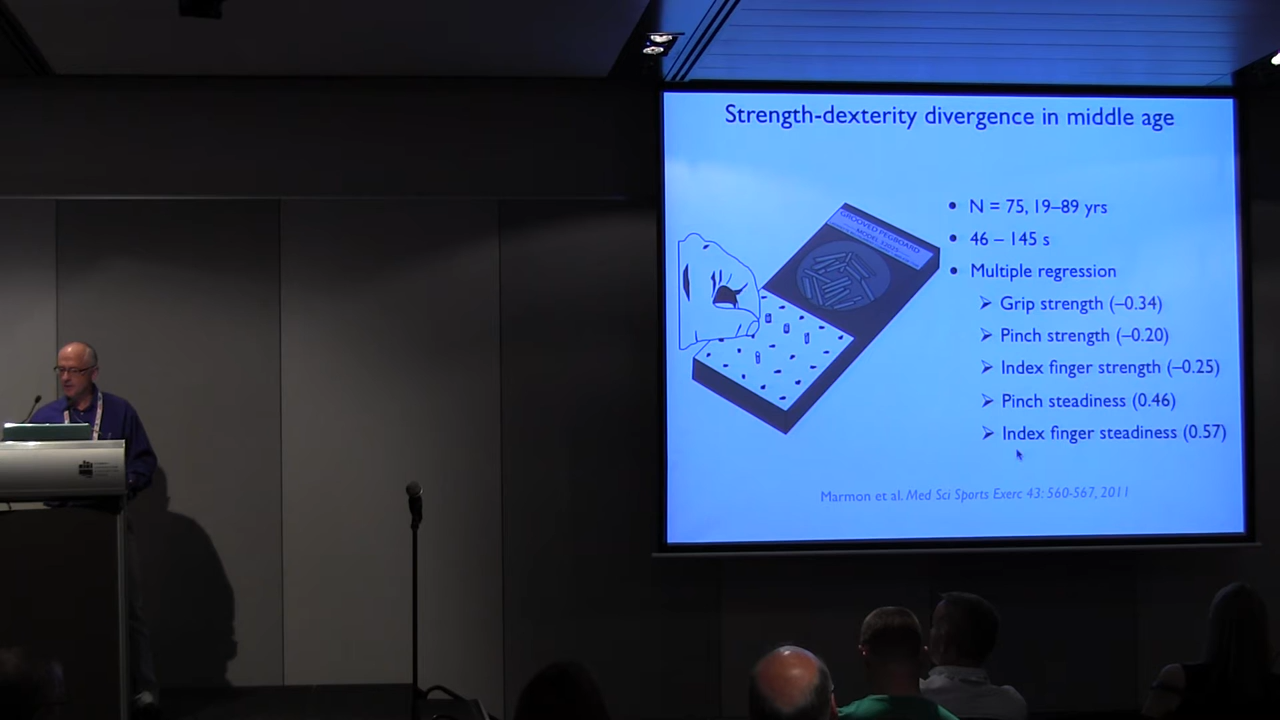 Strength-dexterity divergence in middle age
GROOVED PEGBOARD
• N = 75, 19–89 yrs
• 46 – 145 s
• Multiple regression
➢ Grip strength (–0.34)
➢ Pinch strength (–0.20)
➢ Index finger strength (–0.25)
➢ Pinch steadiness (0.46)
➢ Index finger steadiness (0.57)
Marmon et al. Med Sci Sports Exerc 43: 560-567, 2011